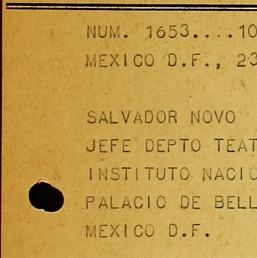 NUM. 1653....10
MEXICO D.F., 23
SALVADOR NOVO
JEFE DEPTO TEAT
INSTITUTO NACIO
PALACIO DE BELL
MEXICO D.F.